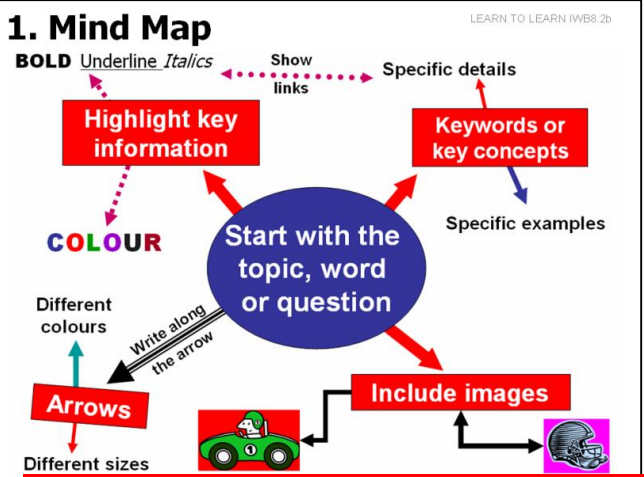 LEARN TO LEARN IWB8.2b
1. Mind Map
BOLD Underline Italics
Show
links
Specific details
Highlight key
information
Keywords or
key concepts
COLOUR
Specific examples
Start with the
topic, word
or question
Different
colours
Write along
the arrow
Arrows
Different sizes
Include images
1